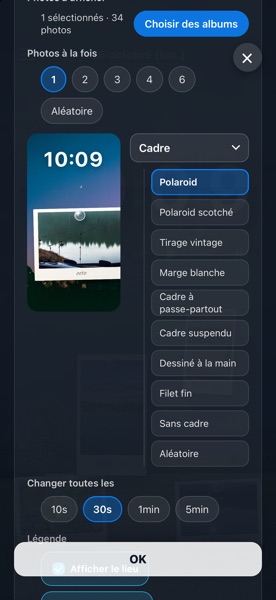 1 sélectionnés · 34
photos
Choisir des albums
Photos à la fois
1
2
3
4
6
Aléatoire
10:09
Cadre
Polaroid
Polaroid scotché
Tirage vintage
Marge blanche
Cadre à
passe-partout
Cadre suspendu
Dessiné à la main
Filet fin
Sans cadre
Aléatoire
Changer toutes les
10s
30s
1min
5min
Légende
OK
Afficher le lieu